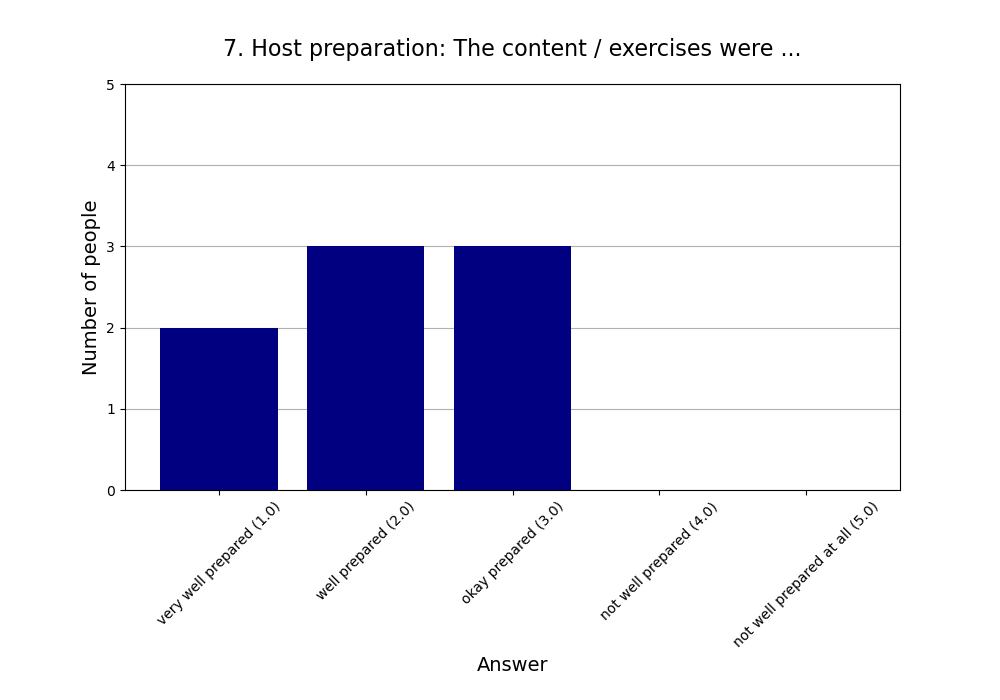 7. Host preparation: The content / exercises were ...
5
4
3
2
1
0
Number of people
very well prepared (1.0)
well prepared (2.0)
okay prepared (3.0)
not well prepared (4.0)
not well prepared at all (5.0)
Answer